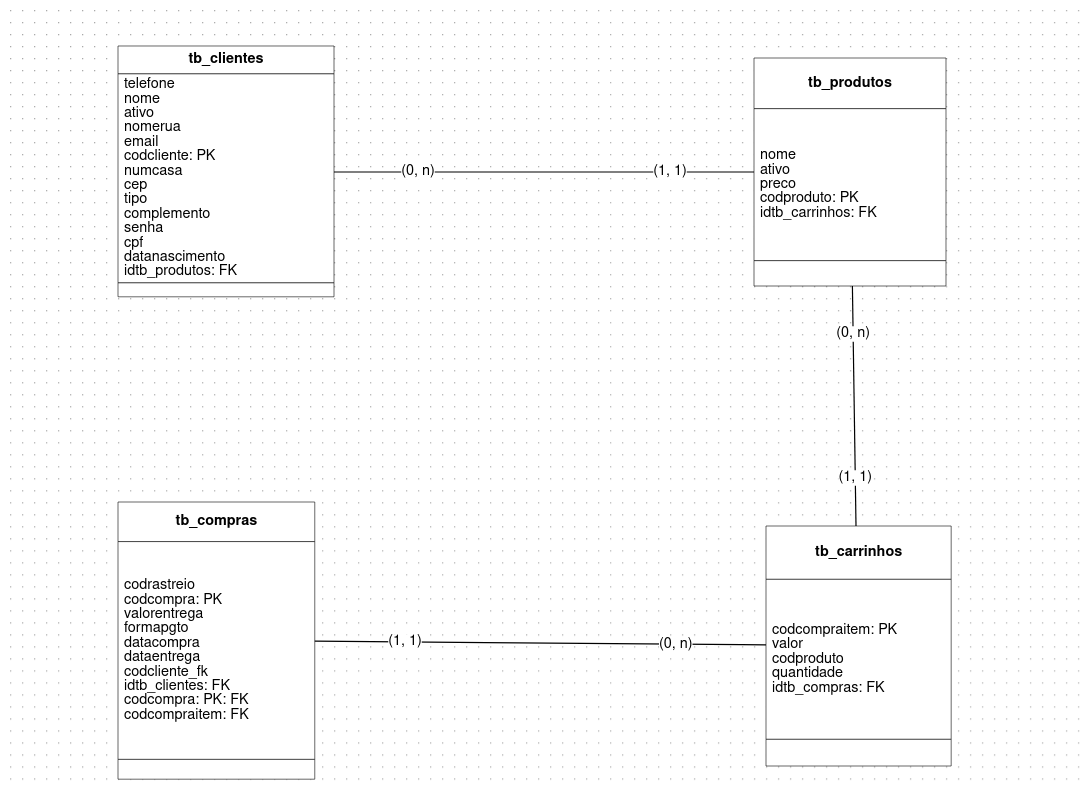 tb_clientes
telefone
nome
ativo
nomerua
email
codcliente: PK
numcasa
cep
tipo
complemento
senha
cpf
datanascimento
idtb_produtos: FK
(0, n)
(1, 1)
tb_produtos
nome
ativo
preco
codproduto: PK
idtb_carrinhos: FK
(0, n)
(1, 1)
tb_compras
codrastreio
codcompra: PK
valorentrega
formapgto
datacompra
dataentrega
codcliente_fk
idtb_clientes: FK
codcompra: PK: FK
codcompraitem: FK
(1, 1)
(0, n)
tb_carrinhos
codcompraitem: PK
valor
codproduto
quantidade
idtb_compras: FK